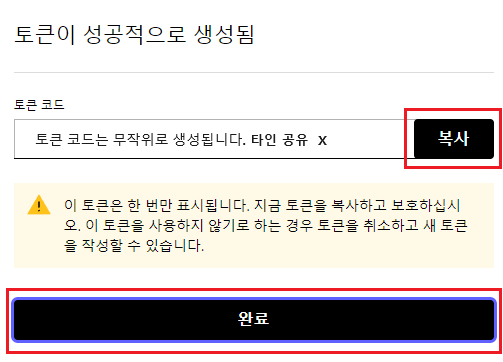 토큰이 성공적으로 생성됨
토큰 코드
토큰 코드는 무작위로 생성됩니다. 타인 공유 X
복사
이 토큰은 한 번만 표시됩니다. 지금 토큰을 복사하고 보호하십시
오. 이 토큰을 사용하지 않기로 하는 경우 토큰을 취소하고 새 토큰
을 작성할 수 있습니다.
완료